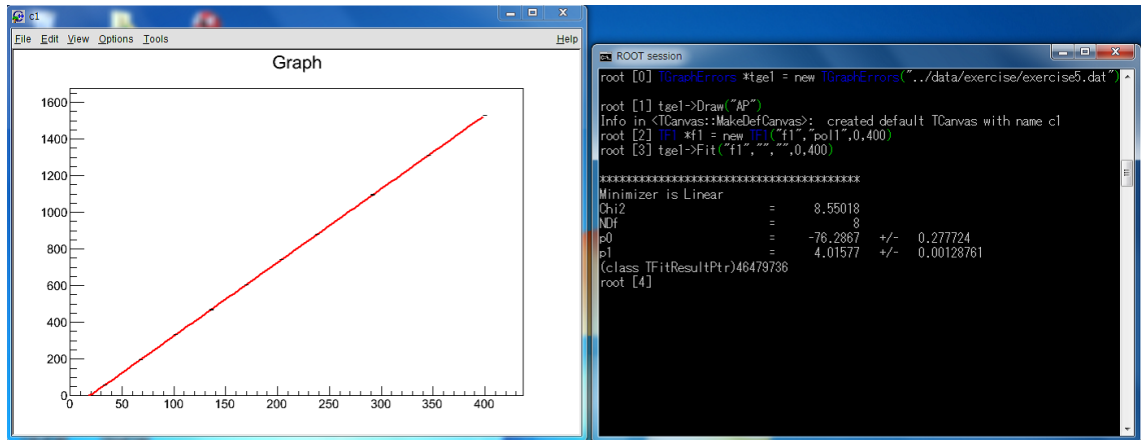 c1
File Edit View Options Tools Help
Graph
1600
1400
1200
1000
800
600
400
200
0
0 50 100 150 200 250 300 350 400
ROOT session
root [0] TGraphErrors *tge1 = new TGraphErrors("../data/exercise/exercise5.dat")
root [1] tge1->Draw("AP")
Info in <TCanvas::MakeDefCanvas>: created default TCanvas with name c1
root [2] TF1 *f1 = new TF1("f1","pol1",0,400)
root [3] tge1->Fit("f1","","",0,400)
****************************************
Minimizer is Linear
Chi2 = 8.55018
NDf = 8
p0 = -76.2867 +/- 0.277724
p1 = 4.01577 +/- 0.00128761
(class TFitResultPtr)46479736
root [4]